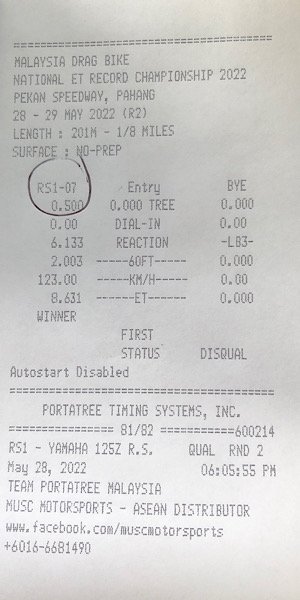 ==============================
MALAYSIA DRAG BIKE
NATIONAL ET RECORD CHAMPIONSHIP 2022
PEKAN SPEEDWAY, PAHANG
28 - 29 MAY 2022 (R2)
LENGTH : 201M - 1/8 MILES
SURFACE : NO-PREP
RS1-07 Entry BYE
0.500 0.000 TREE 0.000
0.00 DIAL-IN 0.00
6.133 REACTION -LB3-
2.003 ------60FT----- 0.000
123.00 ------KM/H----- 0.00
8.631 ------ET------ 0.000
WINNER
FIRST
STATUS DISQUAL
Autostart Disabled
==============================
PORTATREE TIMING SYSTEMS, INC.
================ 81/82 ===========600214
RS1 - YAMAHA 125Z R.S. QUAL RND 2
May 28, 2022 06:05:55 PM
TEAM PORTATREE MALAYSIA
MUSC MOTORSPORTS - ASEAN DISTRIBUTOR
www.facebook.com/muscmotorsports
+6016-6681490